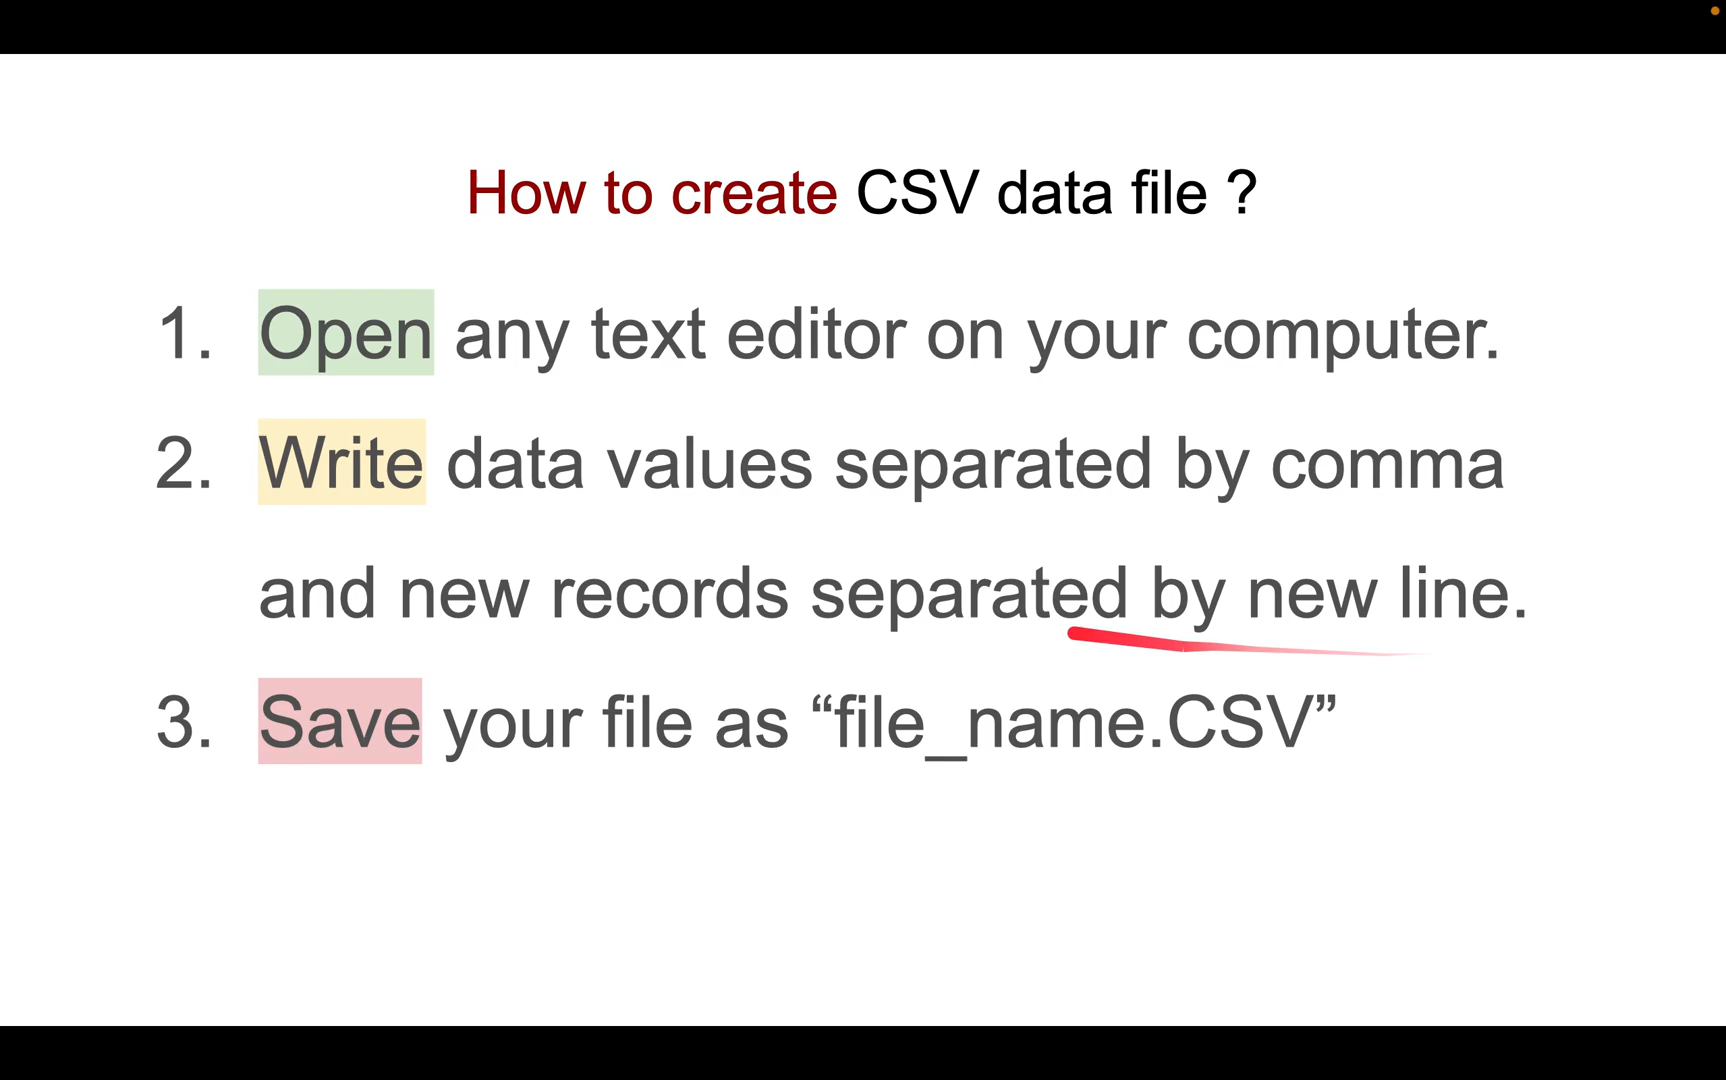 How to create CSV data file ?
1. Open any text editor on your computer.
2. Write data values separated by comma
and new records separated by new line.
3. Save your file as “file_name.CSV”